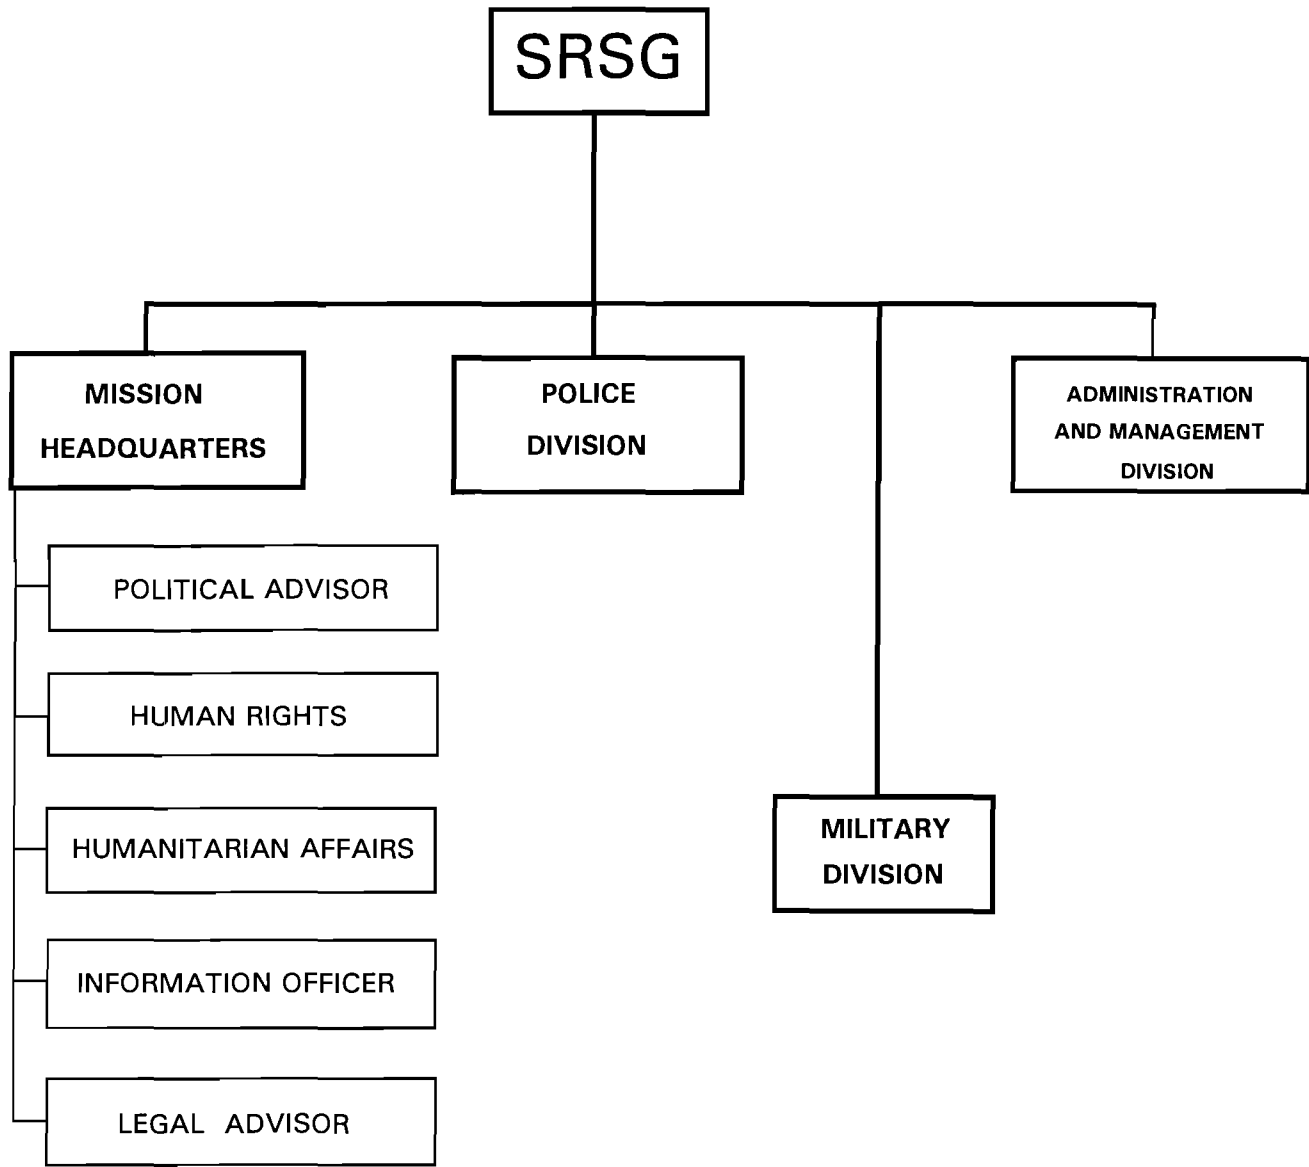 SRSG
MISSION
HEADQUARTERS
POLICE
DIVISION
ADMINISTRATION
AND MANAGEMENT
DIVISION
POLITICAL ADVISOR
HUMAN RIGHTS
HUMANITARIAN AFFAIRS
INFORMATION OFFICER
LEGAL ADVISOR
MILITARY
DIVISION